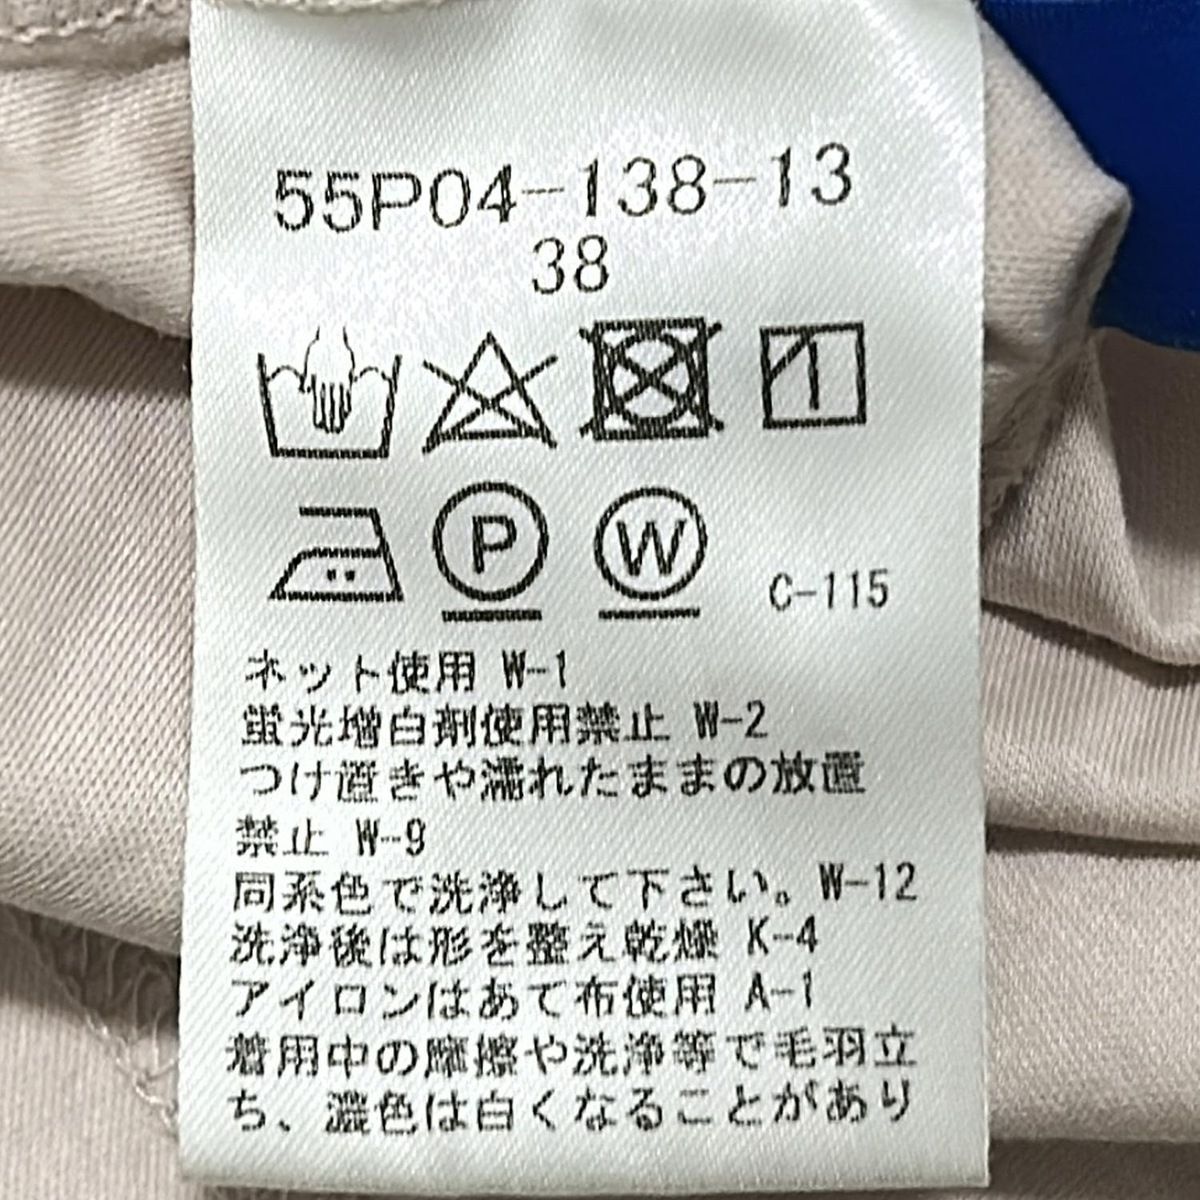 55P04-138-13
38
P W C-115
ネット使用 W-1
蛍光増白剤使用禁止 W-2
つけ置きや濡れたままの放置
禁止 W-9
同系色で洗浄して下さい。W-12
洗浄後は形を整え乾燥 K-4
アイロンはあて布使用 A-1
着用中の摩擦や洗浄等で毛羽立
ち、濃色は白くなることがあり